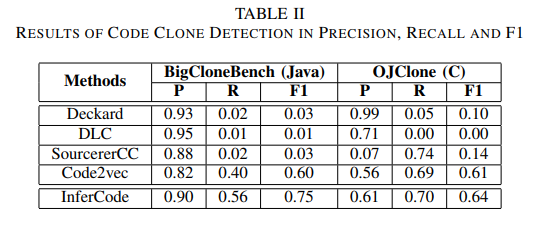 TABLE II
RESULTS OF CODE CLONE DETECTION IN PRECISION, RECALL AND F1
Methods BigCloneBench (Java) OJClone (C)
P R F1 P R F1
Deckard 0.93 0.02 0.03 0.99 0.05 0.10
DLC 0.95 0.01 0.01 0.71 0.00 0.00
SourcererCC 0.88 0.02 0.03 0.07 0.74 0.14
Code2vec 0.82 0.40 0.60 0.56 0.69 0.61
InferCode 0.90 0.56 0.75 0.61 0.70 0.64